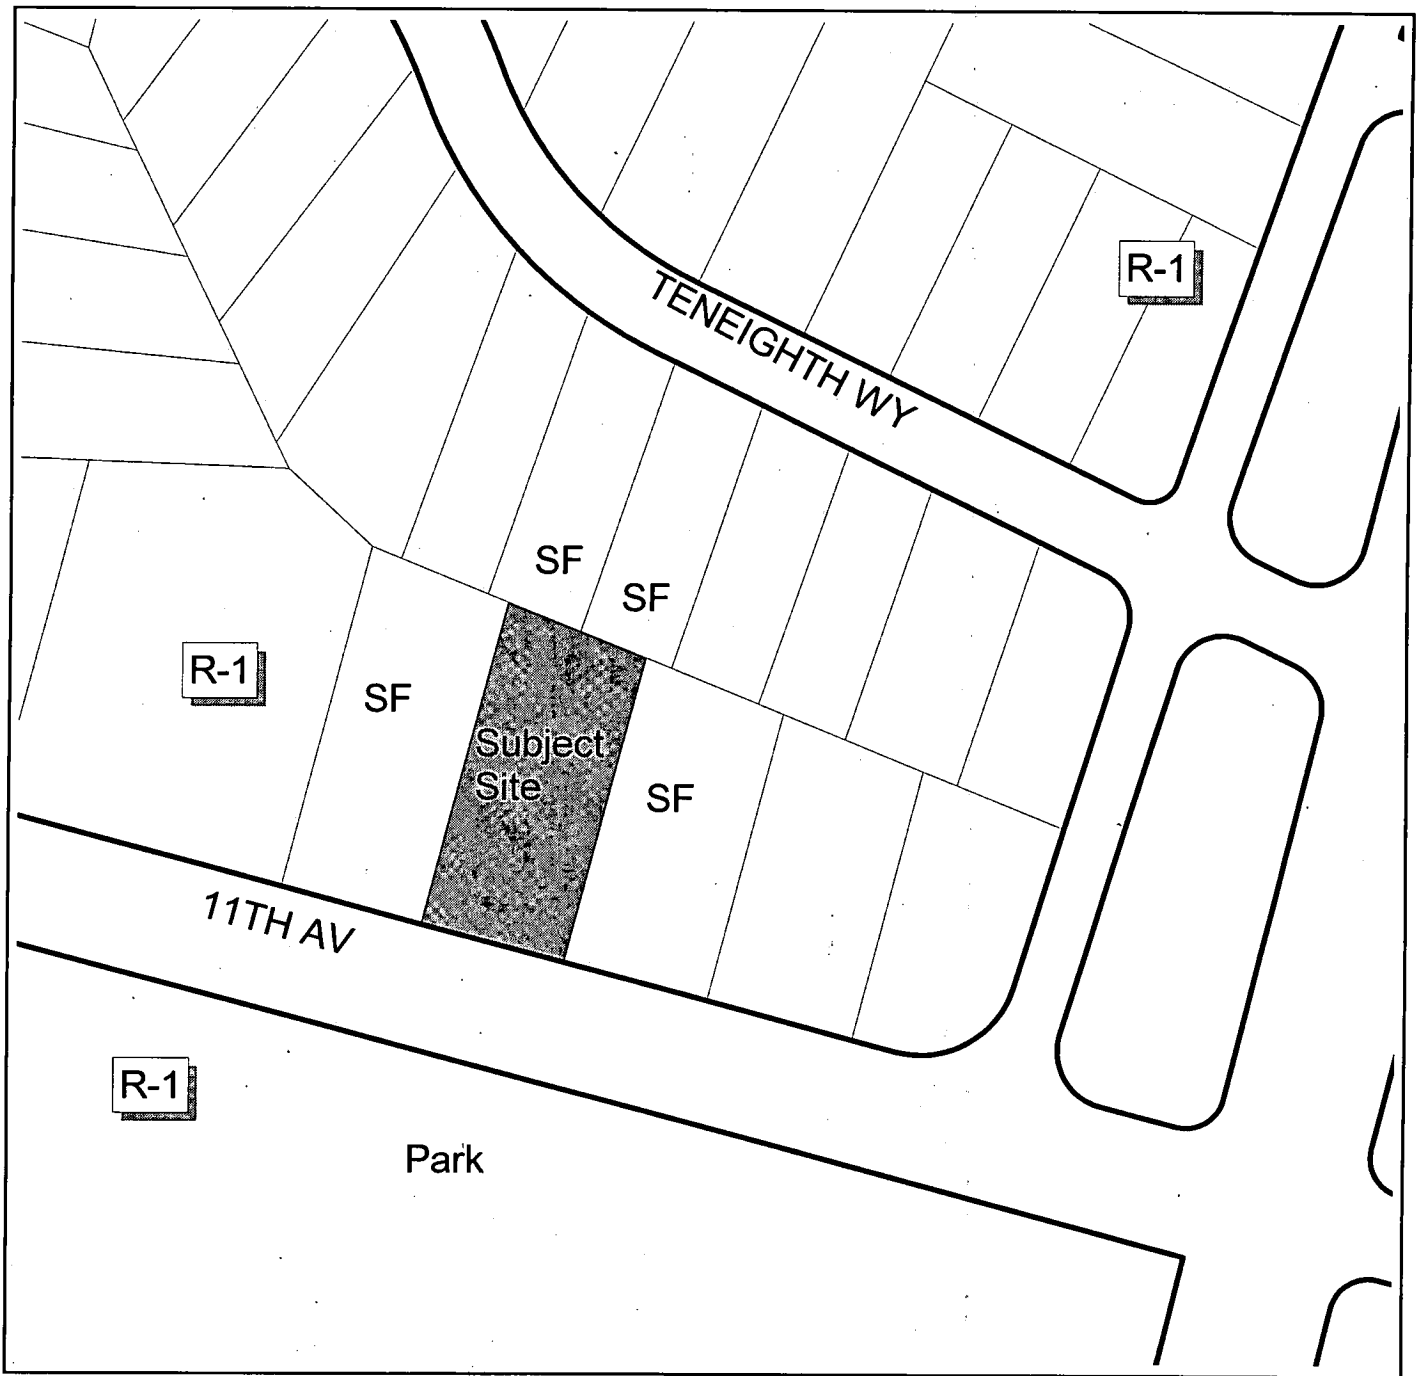 R-1
TENEIGHTH WY
SF
SF
R-1
SF
Subject
Site
SF
11TH AV
R-1
Park